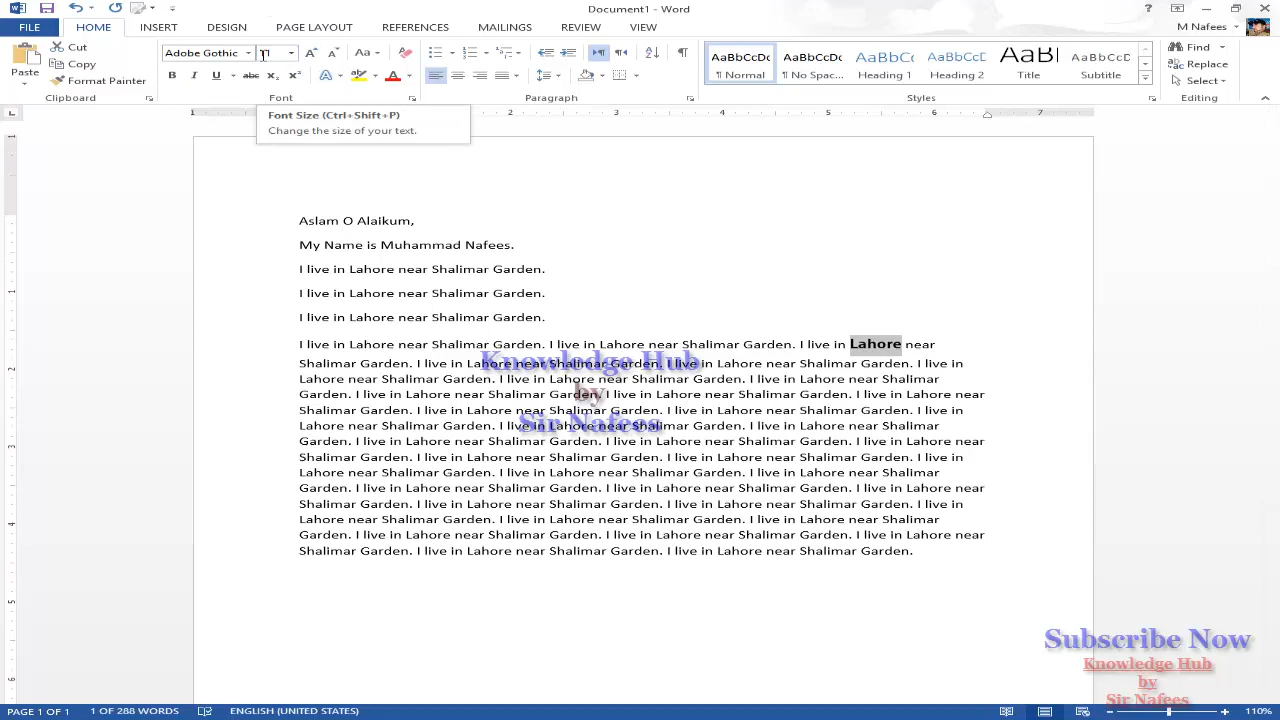 Document1 - Word
FILE HOME INSERT DESIGN PAGE LAYOUT REFERENCES MAILINGS REVIEW VIEW M Nafees
Paste
Cut
Copy
Format Painter
Clipboard
Adobe Gothic 11
Font
Paragraph
AaBbCcDc AaBbCcDc AaBbCc AaBbCcD AaBl AaBbCcD
¶ Normal ¶ No Spac... Heading 1 Heading 2 Title Subtitle
Styles
Find
Replace
Select
Editing
Font Size (Ctrl+Shift+P)
Change the size of your text.
Aslam O Alaikum,
My Name is Muhammad Nafees.
I live in Lahore near Shalimar Garden.
I live in Lahore near Shalimar Garden.
I live in Lahore near Shalimar Garden.
I live in Lahore near Shalimar Garden. I live in Lahore near Shalimar Garden. I live in Lahore near
Shalimar Garden. I live in Lahore near Shalimar Garden. I live in Lahore near Shalimar Garden. I live in
Lahore near Shalimar Garden. I live in Lahore near Shalimar Garden. I live in Lahore near Shalimar
Garden. I live in Lahore near Shalimar Garden. I live in Lahore near Shalimar Garden. I live in Lahore near
Shalimar Garden. I live in Lahore near Shalimar Garden. I live in Lahore near Shalimar Garden. I live in
Lahore near Shalimar Garden. I live in Lahore near Shalimar Garden. I live in Lahore near Shalimar
Garden. I live in Lahore near Shalimar Garden. I live in Lahore near Shalimar Garden. I live in Lahore near
Shalimar Garden. I live in Lahore near Shalimar Garden. I live in Lahore near Shalimar Garden. I live in
Lahore near Shalimar Garden. I live in Lahore near Shalimar Garden. I live in Lahore near Shalimar
Garden. I live in Lahore near Shalimar Garden. I live in Lahore near Shalimar Garden. I live in Lahore near
Shalimar Garden. I live in Lahore near Shalimar Garden. I live in Lahore near Shalimar Garden. I live in
Lahore near Shalimar Garden. I live in Lahore near Shalimar Garden. I live in Lahore near Shalimar
Garden. I live in Lahore near Shalimar Garden. I live in Lahore near Shalimar Garden. I live in Lahore near
Shalimar Garden. I live in Lahore near Shalimar Garden. I live in Lahore near Shalimar Garden.
Knowledge Hub
by
Sir Nafees
Subscribe Now
Knowledge Hub
by
Sir Nafees
PAGE 1 OF 1 1 OF 288 WORDS ENGLISH (UNITED STATES) 110%